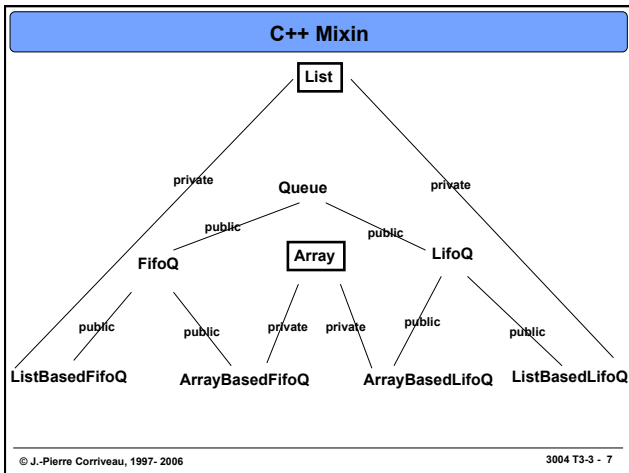 C++ Mixin
List
private
private
Queue
public
public
FifoQ
Array
LifoQ
public
public
private
private
public
public
ListBasedFifoQ
ArrayBasedFifoQ
ArrayBasedLifoQ
ListBasedLifoQ
© J.-Pierre Corriveau, 1997- 2006
3004 T3-3 - 7